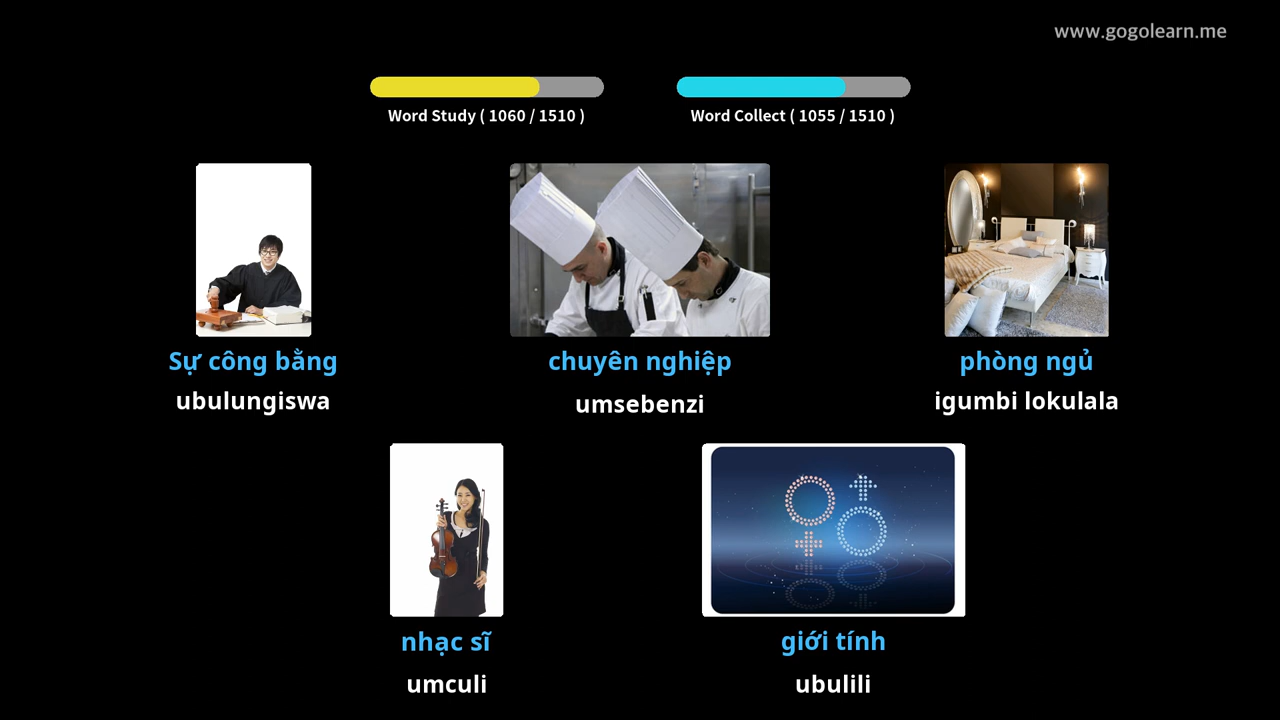 www.gogolearn.me
Word Study ( 1060 / 1510 )
Word Collect ( 1055 / 1510 )
Sự công bằng
ubulungiswa
chuyên nghiệp
umsebenzi
phòng ngủ
igumbi lokulala
nhạc sĩ
umculi
giới tính
ubulili